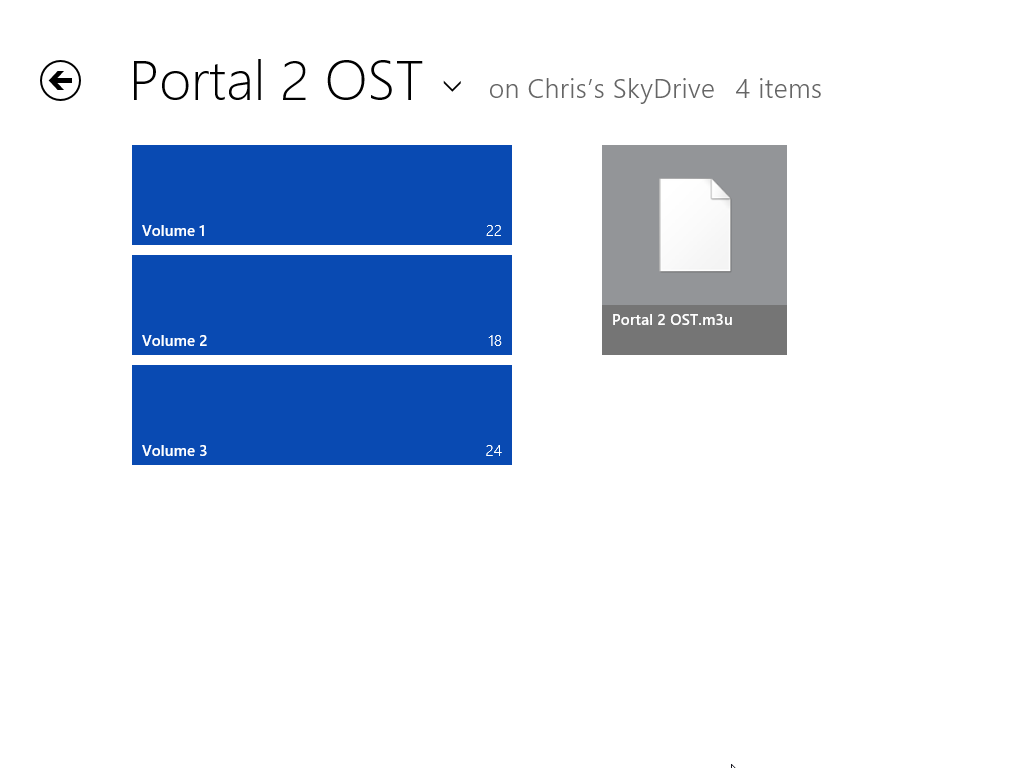 Portal 2 OST on Chris’s SkyDrive 4 items
Volume 1 22
Volume 2 18
Volume 3 24
Portal 2 OST.m3u